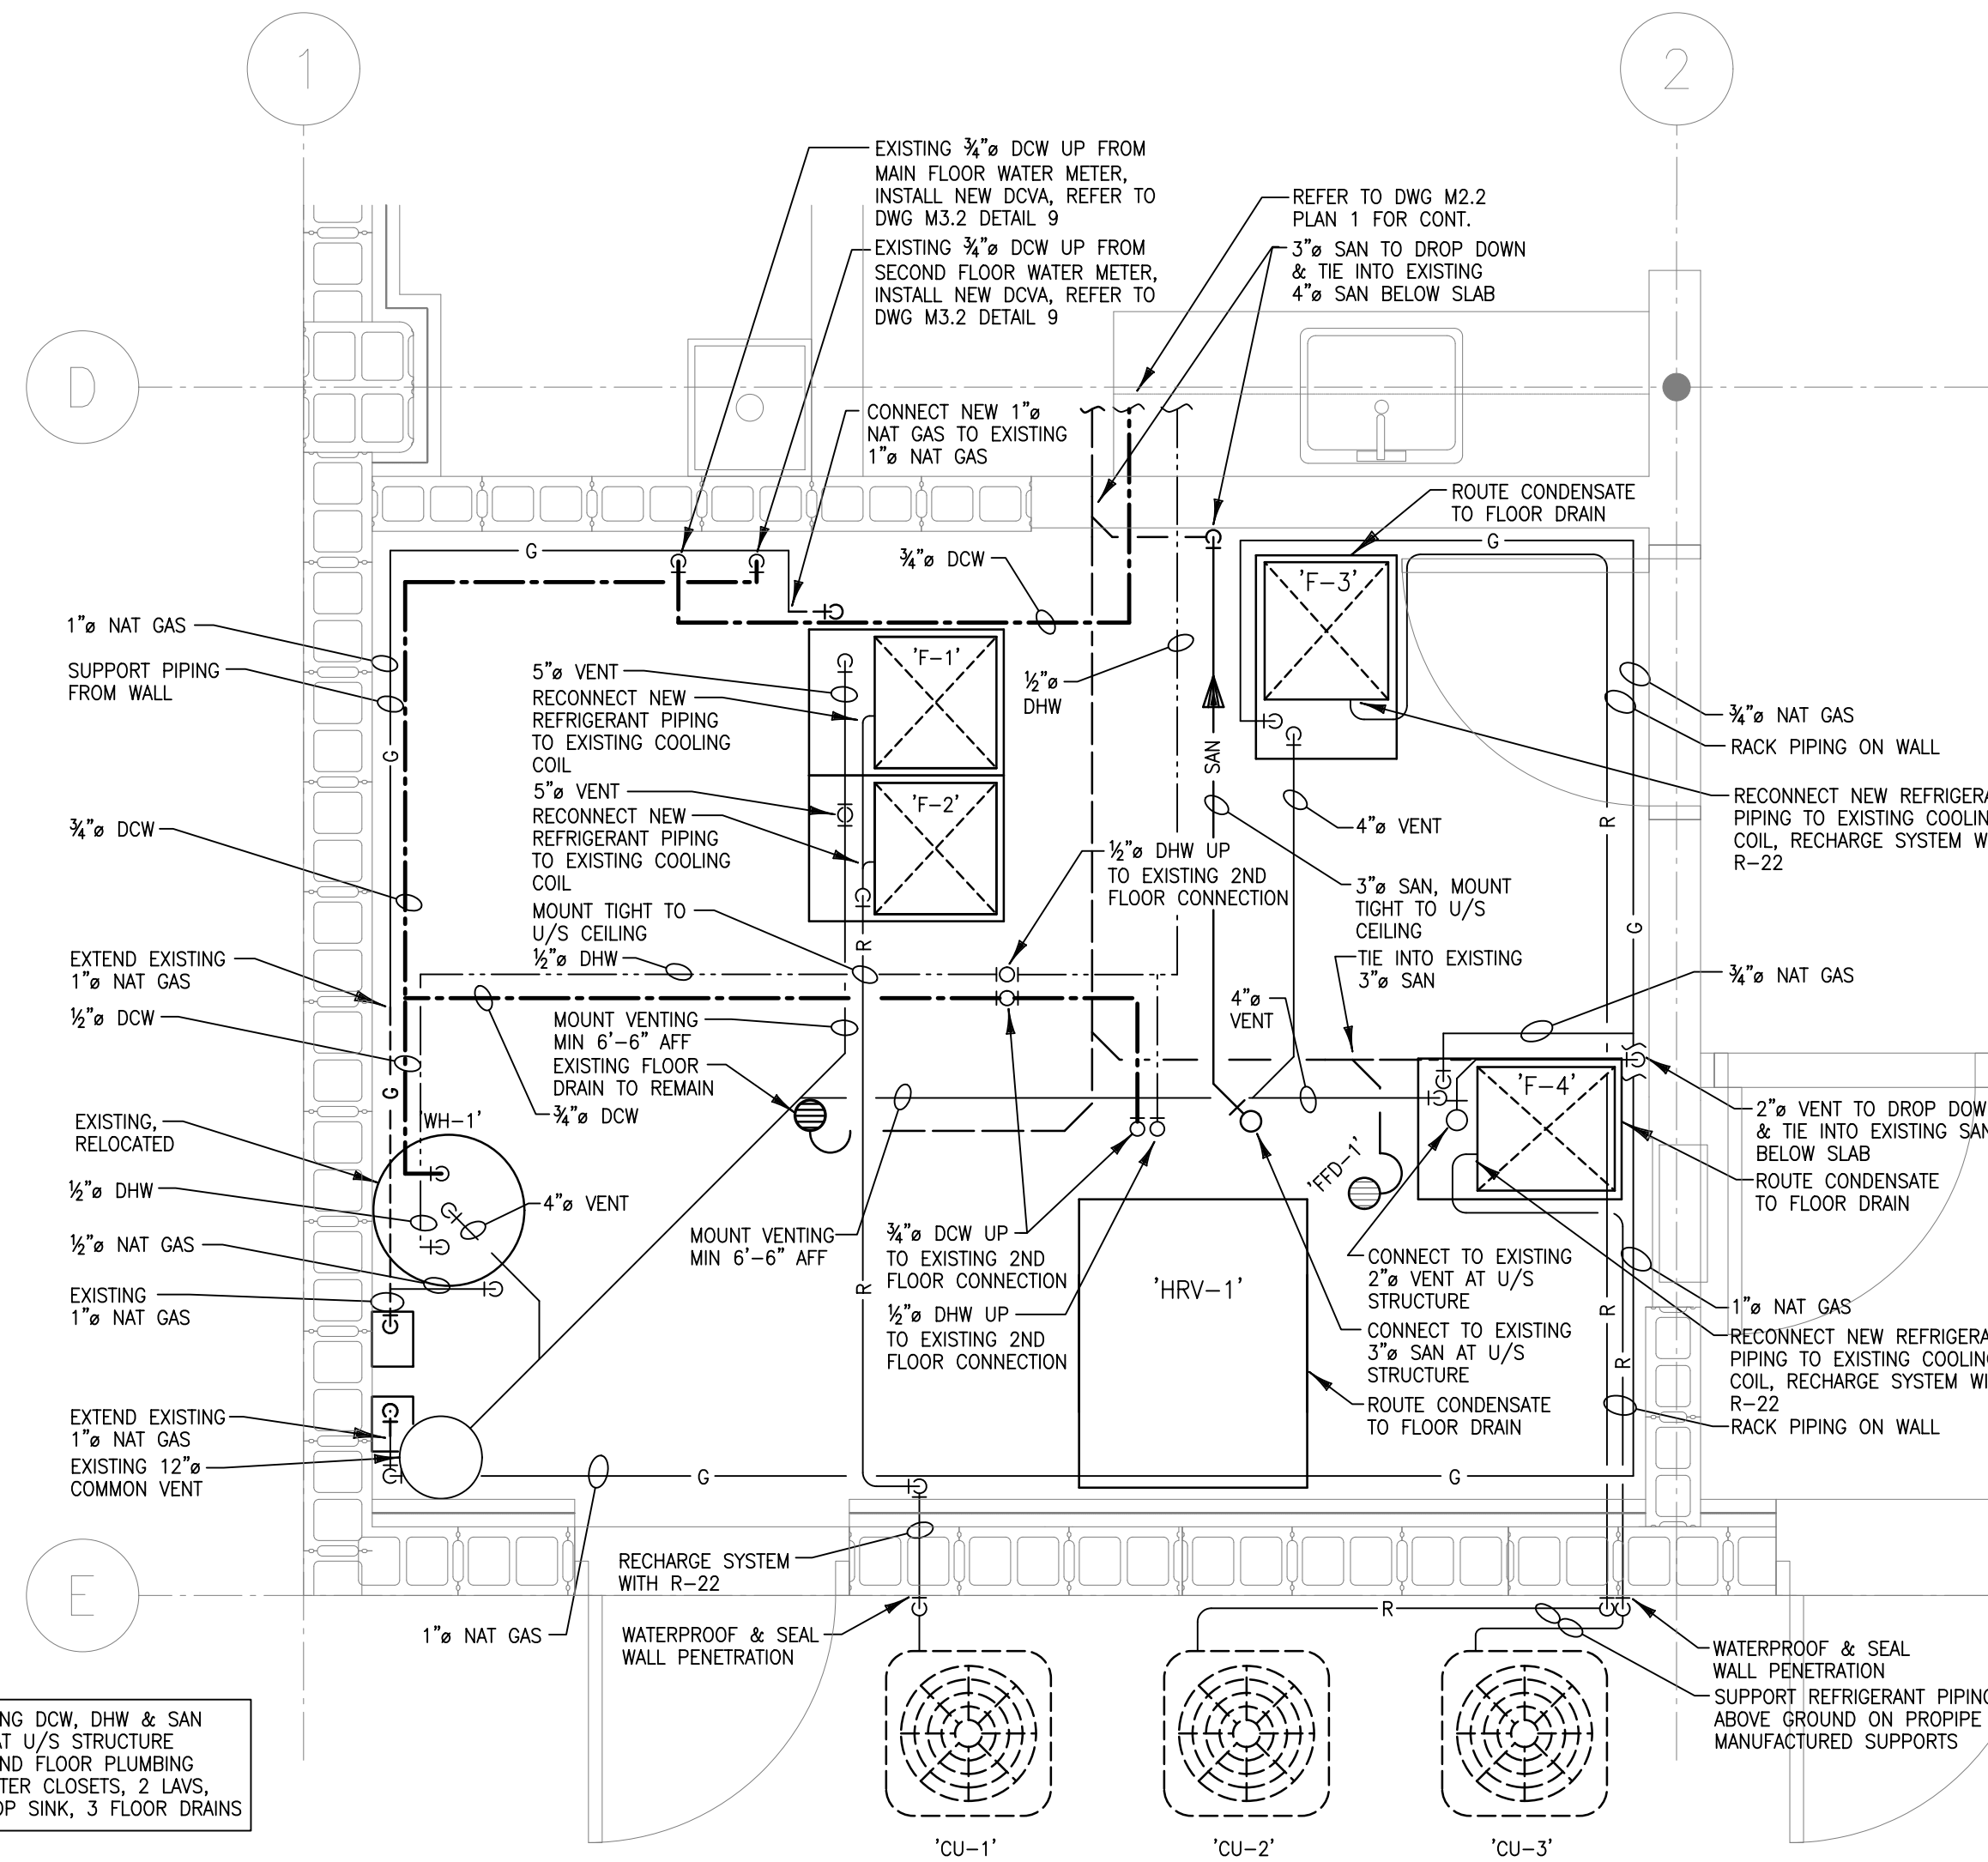 1
2
EXISTING ¾"ø DCW UP FROM
MAIN FLOOR WATER METER,
INSTALL NEW DCVA, REFER TO
DWG M3.2 DETAIL 9
EXISTING ¾"ø DCW UP FROM
SECOND FLOOR WATER METER,
INSTALL NEW DCVA, REFER TO
DWG M3.2 DETAIL 9
REFER TO DWG M2.2
PLAN 1 FOR CONT.
3"ø SAN TO DROP DOWN
& TIE INTO EXISTING
4"ø SAN BELOW SLAB
D
CONNECT NEW 1"ø
NAT GAS TO EXISTING
1"ø NAT GAS
ROUTE CONDENSATE
TO FLOOR DRAIN
G
¾"ø DCW
G
'F-3'
1"ø NAT GAS
SUPPORT PIPING
FROM WALL
5"ø VENT
RECONNECT NEW
REFRIGERANT PIPING
TO EXISTING COOLING
COIL
'F-1'
½"ø
DHW
¾"ø NAT GAS
RACK PIPING ON WALL
G
SAN
5"ø VENT
RECONNECT NEW
REFRIGERANT PIPING
TO EXISTING COOLING
COIL
'F-2'
4"ø VENT
R
RECONNECT NEW REFRIGERA
PIPING TO EXISTING COOLIN
COIL, RECHARGE SYSTEM W
R-22
¾"ø DCW
½"ø DHW UP
TO EXISTING 2ND
FLOOR CONNECTION
3"ø SAN, MOUNT
TIGHT TO U/S
CEILING
MOUNT TIGHT TO
U/S CEILING
½"ø DHW
R
G
TIE INTO EXISTING
3"ø SAN
¾"ø NAT GAS
EXTEND EXISTING
1"ø NAT GAS
½"ø DCW
4"ø
VENT
MOUNT VENTING
MIN 6'-6" AFF
EXISTING FLOOR
DRAIN TO REMAIN
¾"ø DCW
G
'F-4'
EXISTING,
RELOCATED
'WH-1'
2"ø VENT TO DROP DOW
& TIE INTO EXISTING SAN
BELOW SLAB
ROUTE CONDENSATE
TO FLOOR DRAIN
'FFD-1'
½"ø DHW
4"ø VENT
½"ø NAT GAS
EXISTING
1"ø NAT GAS
MOUNT VENTING
MIN 6'-6" AFF
¾"ø DCW UP
TO EXISTING 2ND
FLOOR CONNECTION
½"ø DHW UP
TO EXISTING 2ND
FLOOR CONNECTION
R
'HRV-1'
CONNECT TO EXISTING
2"ø VENT AT U/S
STRUCTURE
CONNECT TO EXISTING
3"ø SAN AT U/S
STRUCTURE
ROUTE CONDENSATE
TO FLOOR DRAIN
R
R
1"ø NAT GAS
RECONNECT NEW REFRIGERA
PIPING TO EXISTING COOLING
COIL, RECHARGE SYSTEM WI
R-22
RACK PIPING ON WALL
EXTEND EXISTING
1"ø NAT GAS
EXISTING 12"ø
COMMON VENT
G
G
RECHARGE SYSTEM
WITH R-22
E
1"ø NAT GAS
WATERPROOF & SEAL
WALL PENETRATION
R
WATERPROOF & SEAL
WALL PENETRATION
SUPPORT REFRIGERANT PIPING
ABOVE GROUND ON PROPIPE
MANUFACTURED SUPPORTS
NG DCW, DHW & SAN
AT U/S STRUCTURE
ND FLOOR PLUMBING
TER CLOSETS, 2 LAVS,
OP SINK, 3 FLOOR DRAINS
'CU-1'
'CU-2'
'CU-3'